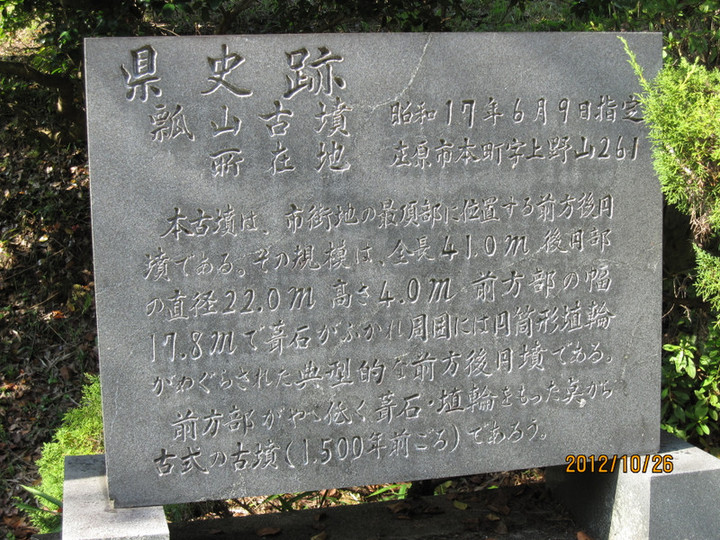 県史跡
瓢山古墳 昭和17年6月9日指定
所在地 庄原市本町字上野山261
本古墳は、市街地の最頂部に位置する前方後円
墳である。その規模は、全長41.0m 後円部
の直径22.0m 高さ4.0m 前方部の幅
17.8mで葺石がふかれ周囲には円筒形埴輪
がめぐらされた典型的な前方後円墳である。
前方部がやゝ低く葺石・埴輪をもった点から
古式の古墳(1.500年前ごろ)であろう。
2012/10/26